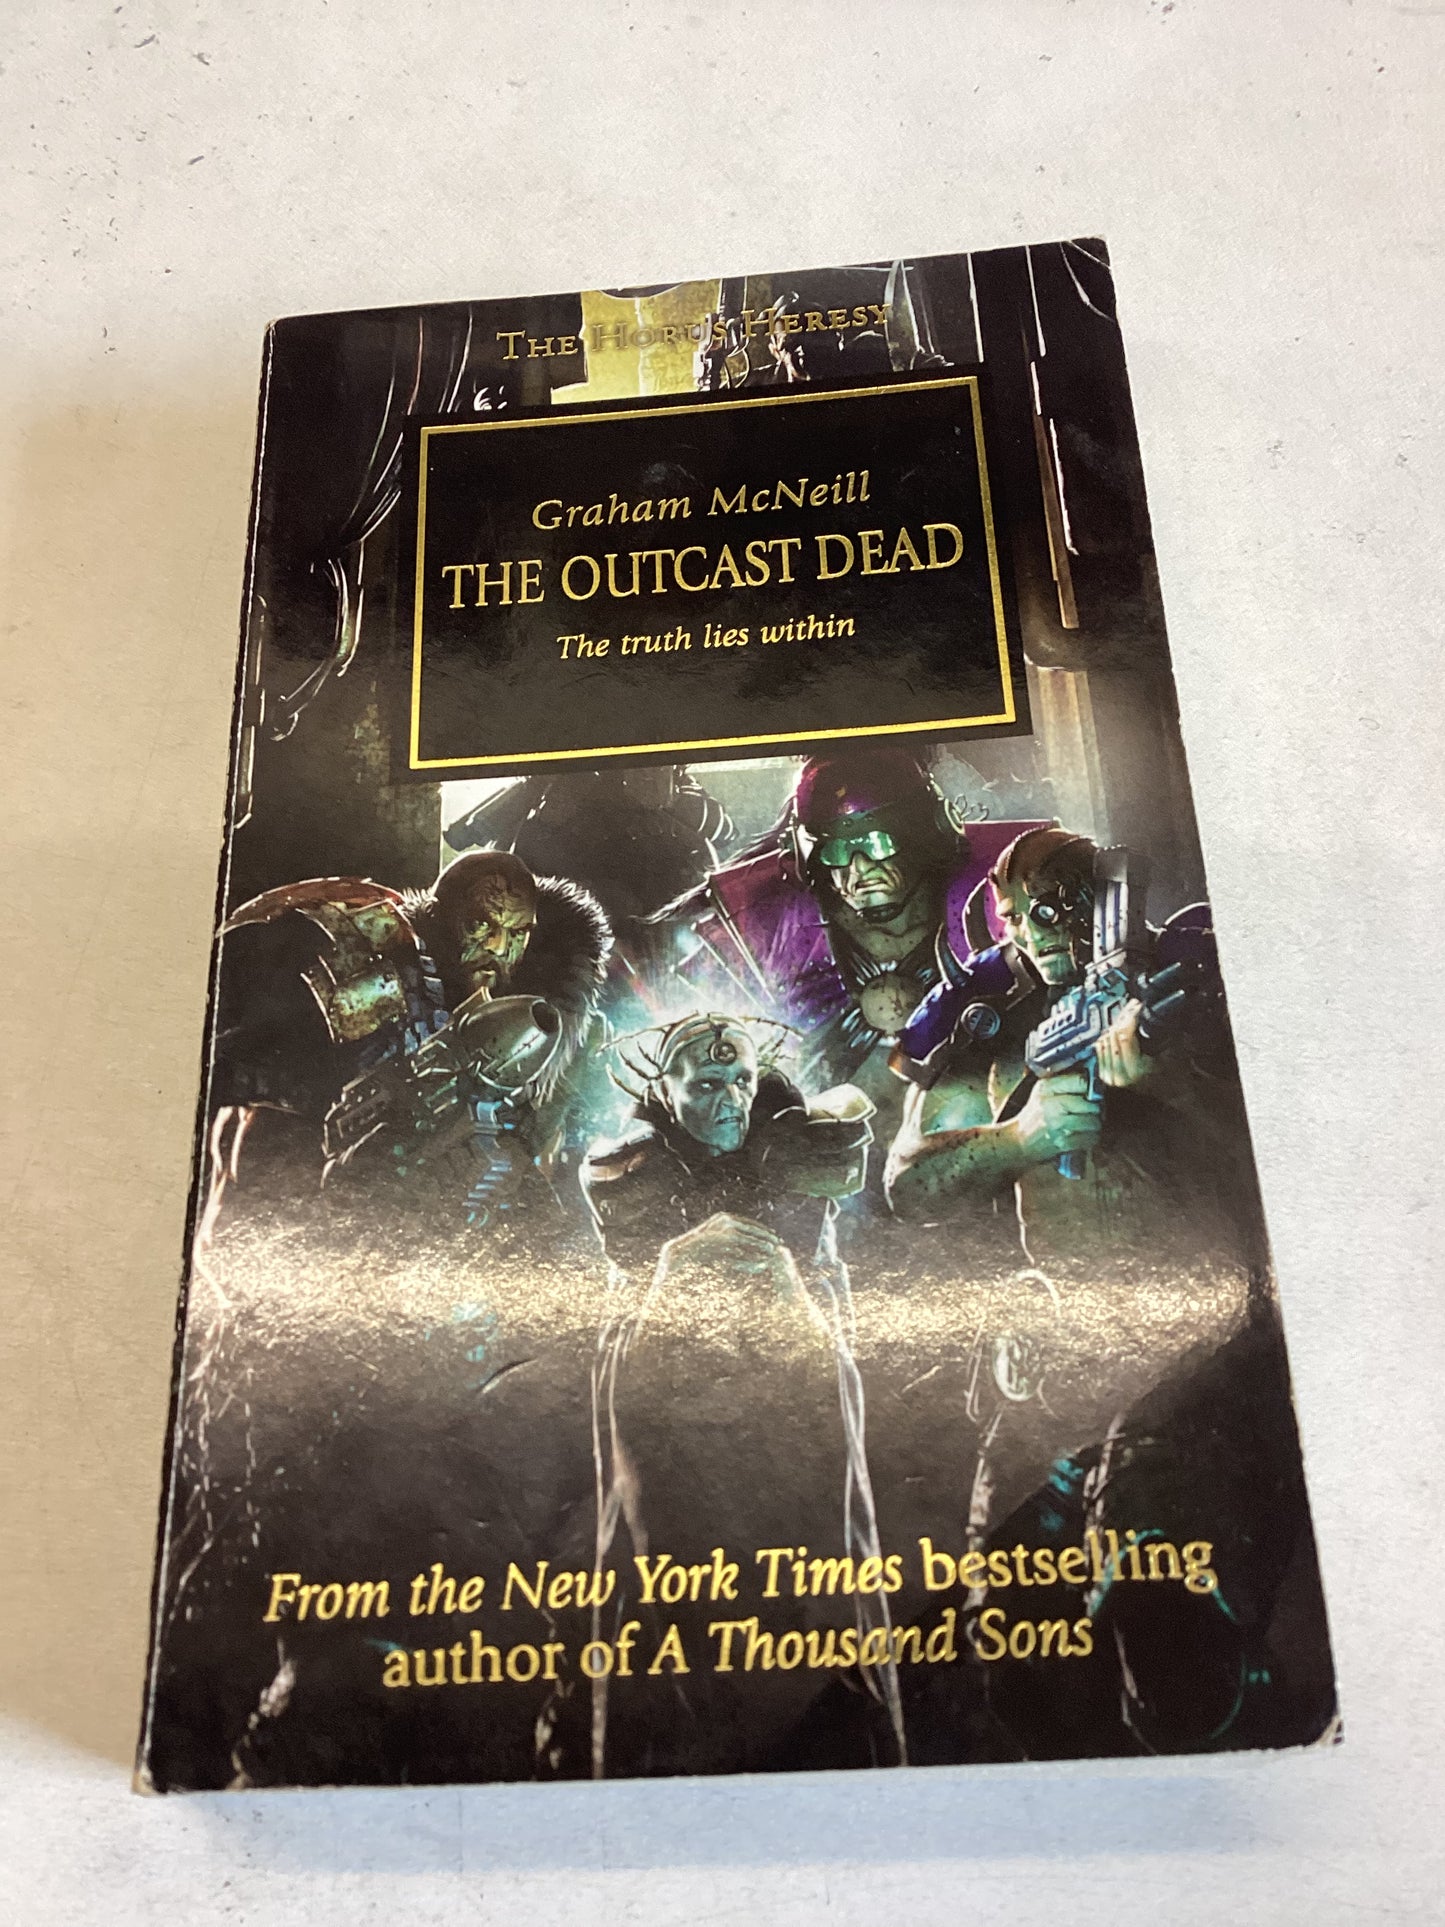 The Horus Heresy
Graham McNeill
THE OUTCAST DEAD
The truth lies within
From the New York Times bestselling
author of A Thousand Sons